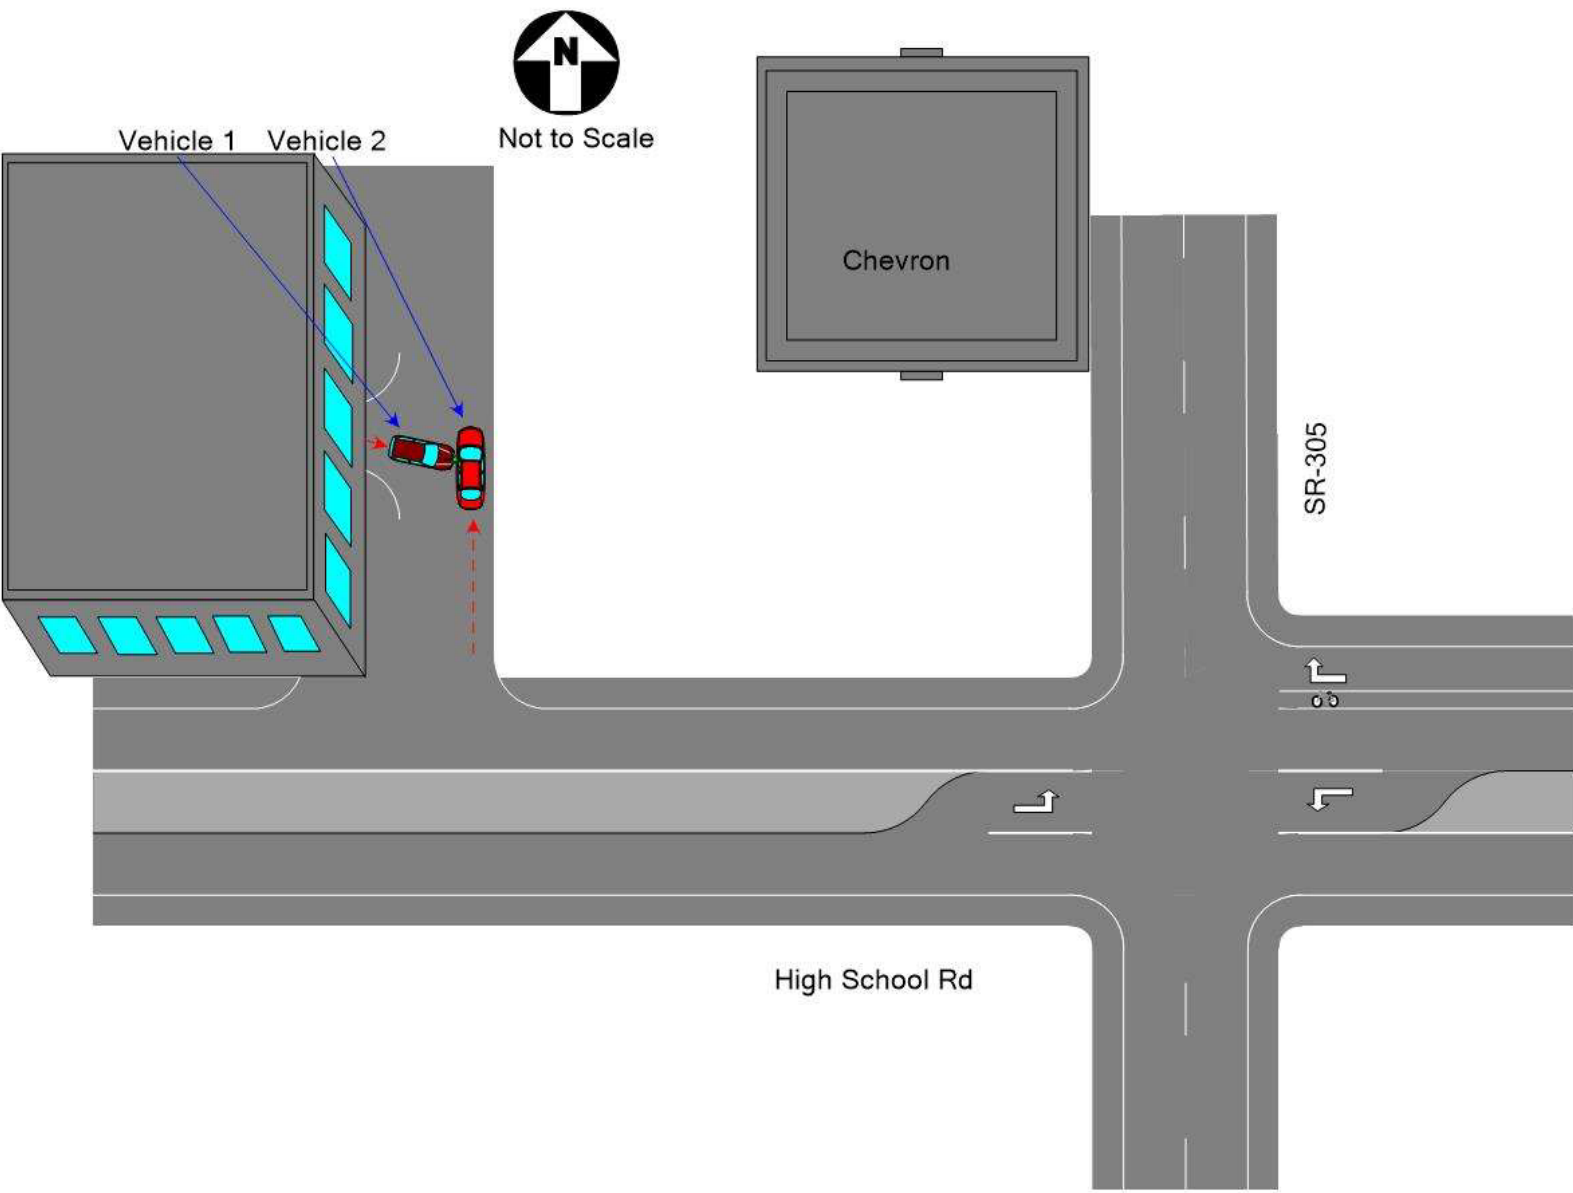 N
Not to Scale
Vehicle 1
Vehicle 2
Chevron
SR-305
High School Rd